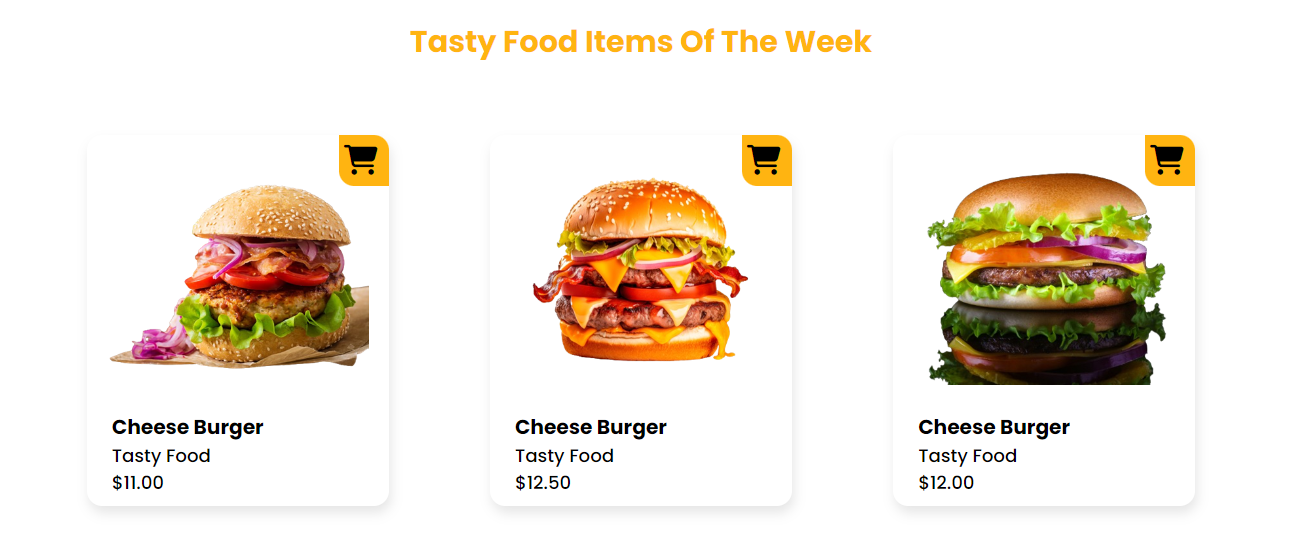 Tasty Food Items Of The Week
Cheese Burger
Tasty Food
$11.00
Cheese Burger
Tasty Food
$12.50
Cheese Burger
Tasty Food
$12.00